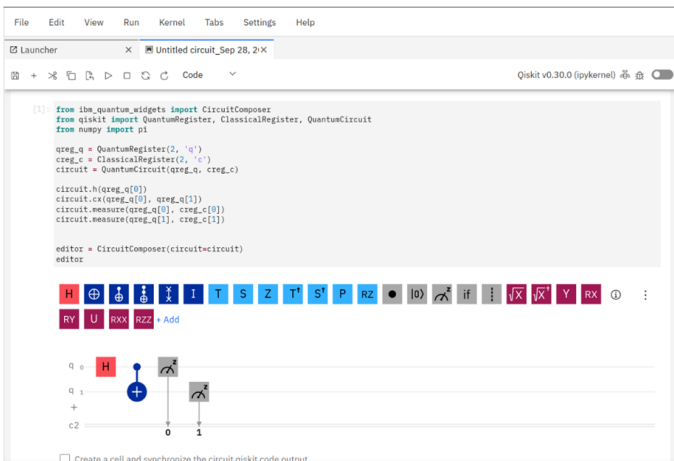 File Edit View Run Kernel Tabs Settings Help
Launcher × Untitled circuit_Sep 28, 2 ×
Code Qiskit v0.30.0 (ipykernel)
[1]: from ibm_quantum_widgets import CircuitComposer
from qiskit import QuantumRegister, ClassicalRegister, QuantumCircuit
from numpy import pi
qreg_q = QuantumRegister(2, 'q')
creg_c = ClassicalRegister(2, 'c')
circuit = QuantumCircuit(qreg_q, creg_c)
circuit.h(qreg_q[0])
circuit.cx(qreg_q[0], qreg_q[1])
circuit.measure(qreg_q[0], creg_c[0])
circuit.measure(qreg_q[1], creg_c[1])
editor = CircuitComposer(circuit=circuit)
editor
H I T S Z T† S† P RZ |0⟩ z if √X √X† Y RX
RY U RXX RZZ + Add
q 0 H z
q 1 + z
+
c2
0 1
Create a cell and synchronize the circuit qiskit code output